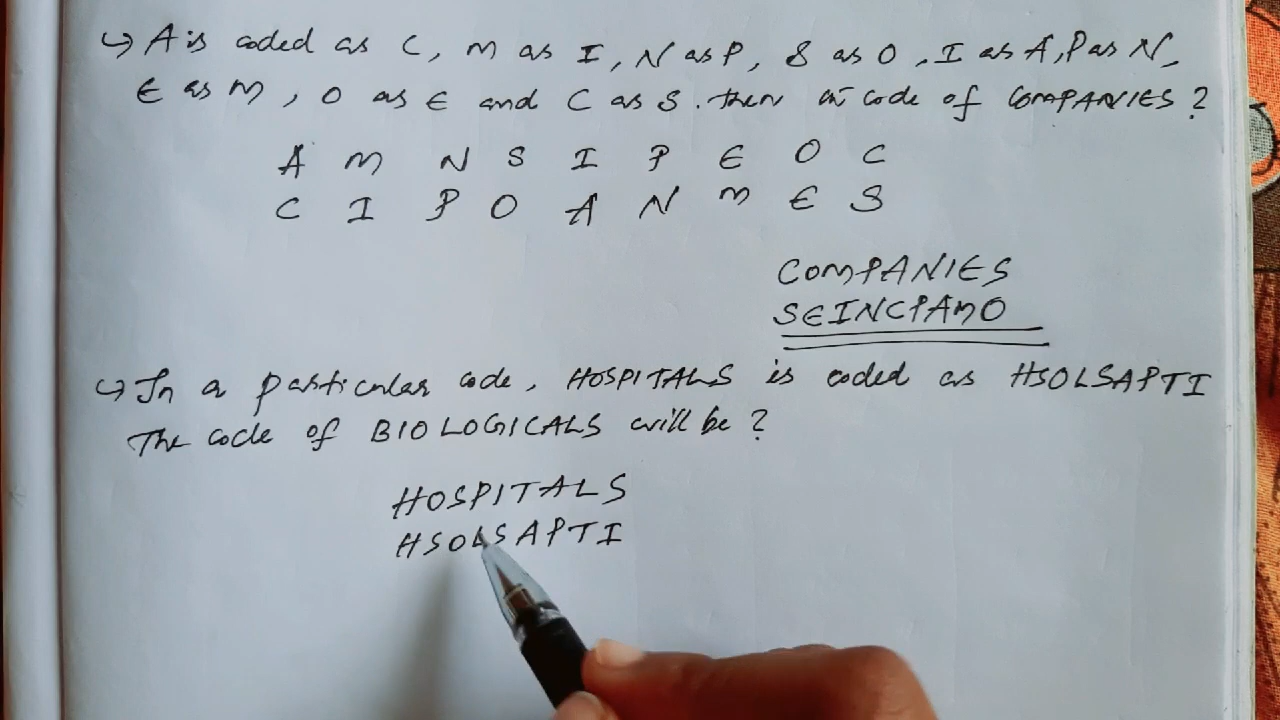 ↪ A is coded as C, M as I, N as P, S as O, I as A, P as N,
E as M, O as E and C as S. then code of COMPANIES ?
A M N S I P E O C
C I P O A N M E S
COMPANIES
SEINCPAMO
↪ In a particular code, HOSPITALS is coded as HSOLSAPTI
The code of BIOLOGICALS will be ?
HOSPITALS
HSOLSAPTI